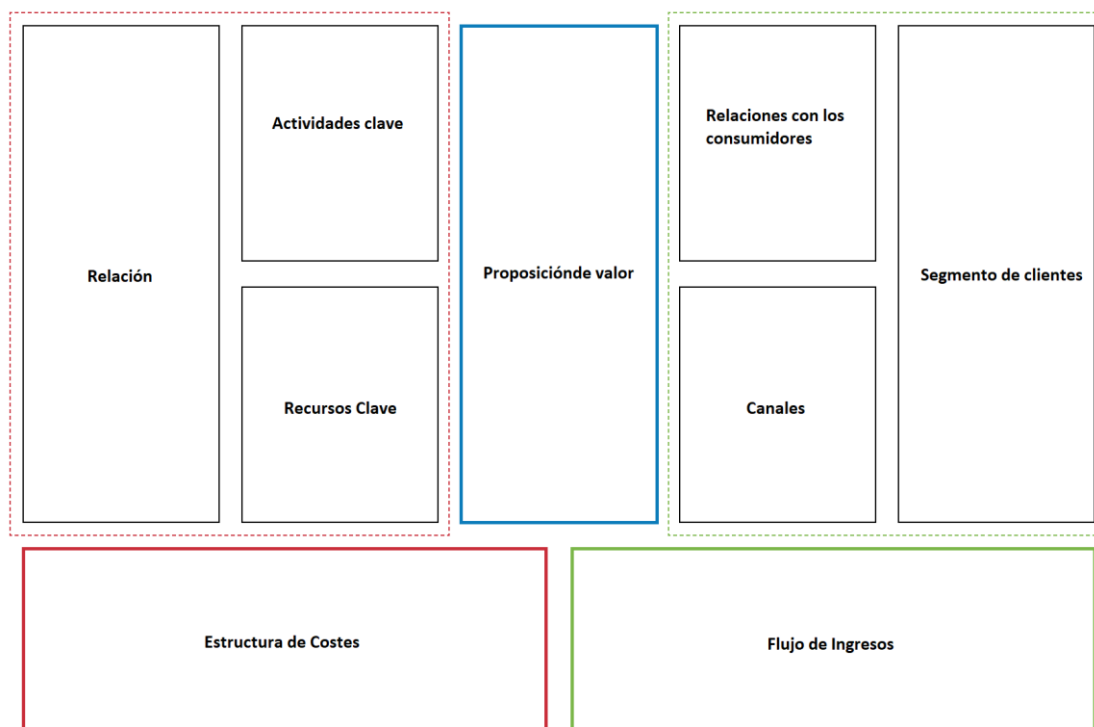 Relación
Actividades clave
Recursos Clave
Proposiciónde valor
Relaciones con los
consumidores
Canales
Segmento de clientes
Estructura de Costes
Flujo de Ingresos